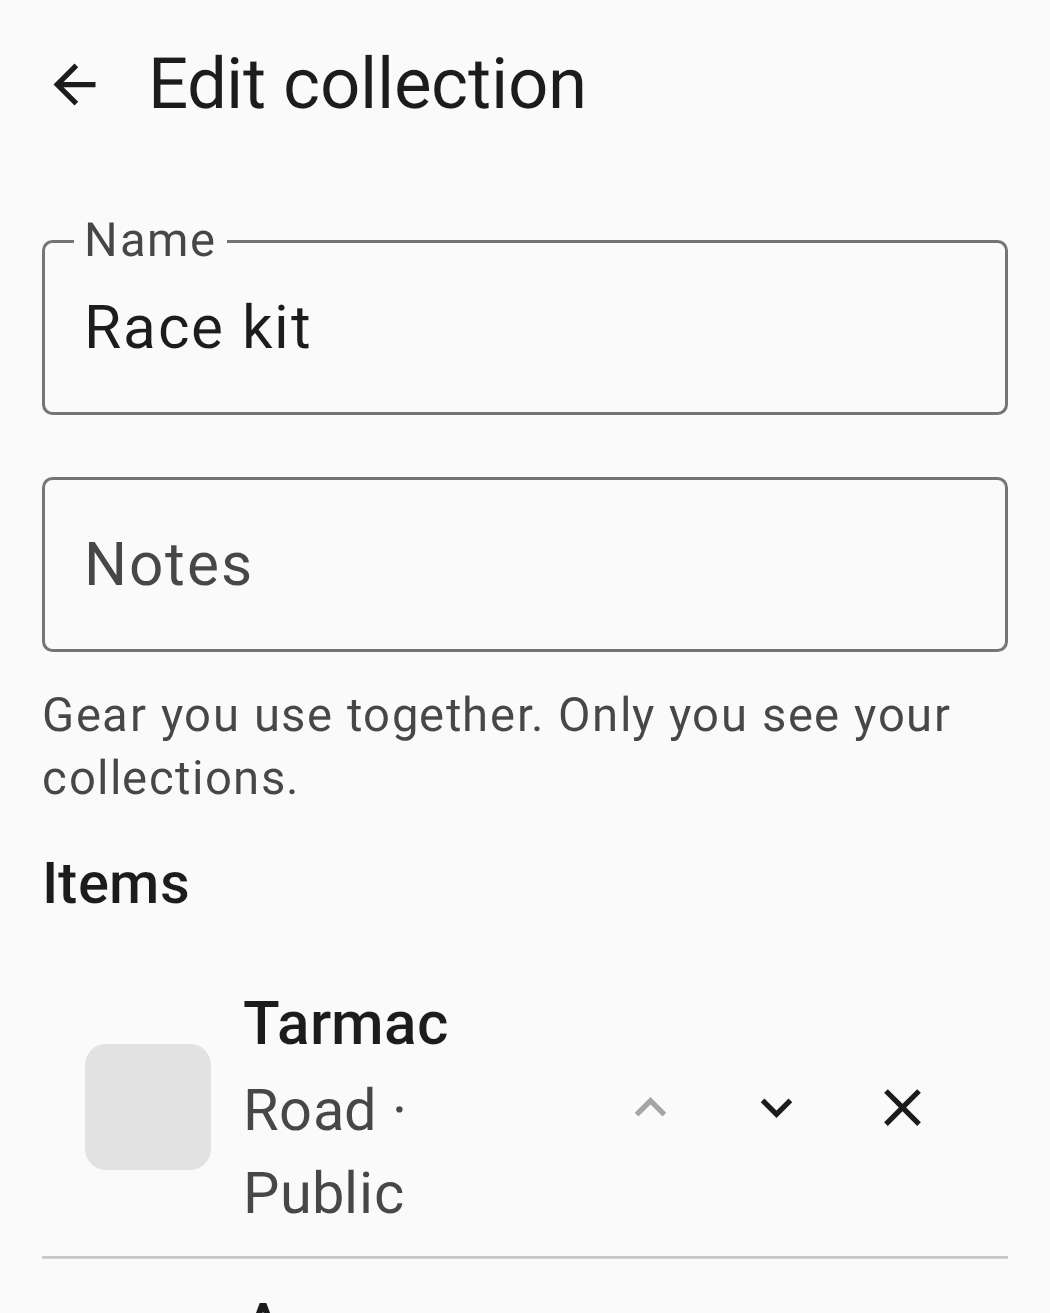 Edit collection
Name
Race kit
Notes
Gear you use together. Only you see your
collections.
Items
Tarmac
Road ·
Public